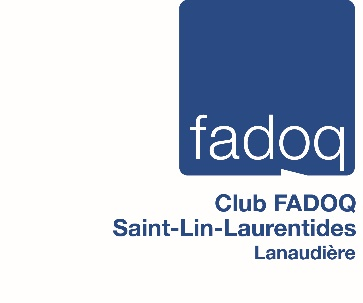 fadoq
Club FADOQ
Saint-Lin-Laurentides
Lanaudière